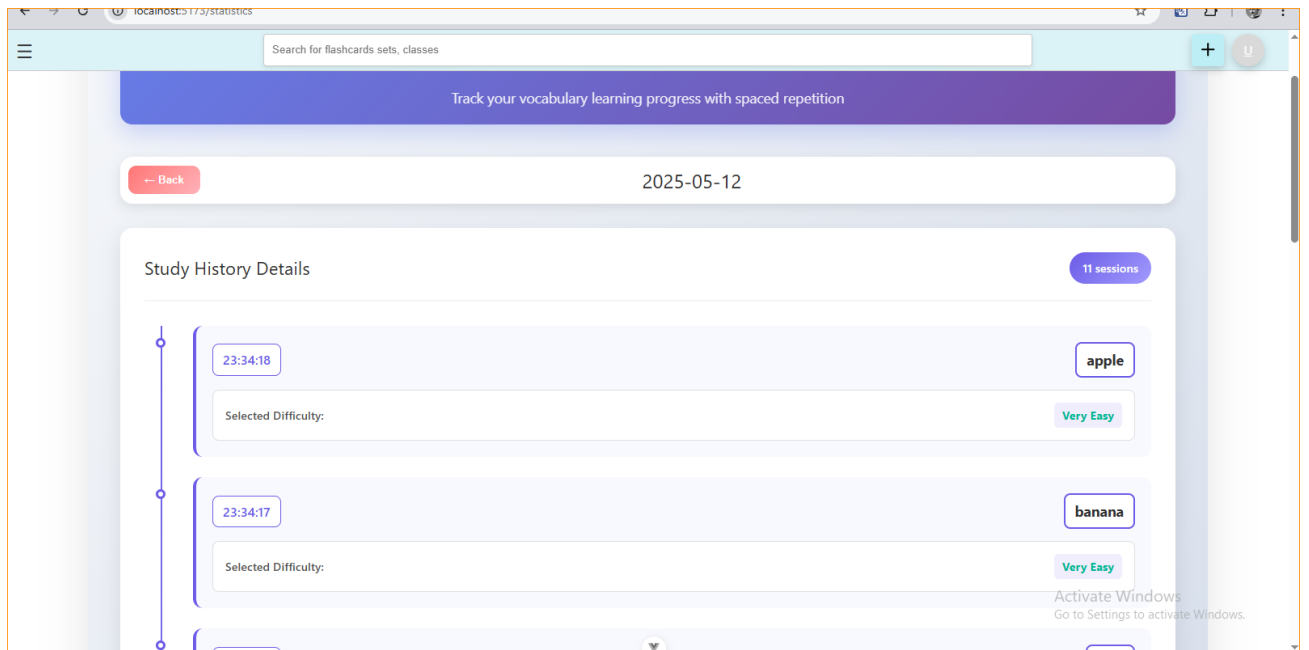 localhost:5173/statistics
Search for flashcards sets, classes
+
U
Track your vocabulary learning progress with spaced repetition
← Back
2025-05-12
Study History Details
11 sessions
23:34:18
apple
Selected Difficulty:
Very Easy
23:34:17
banana
Selected Difficulty:
Very Easy
Activate Windows
Go to Settings to activate Windows.